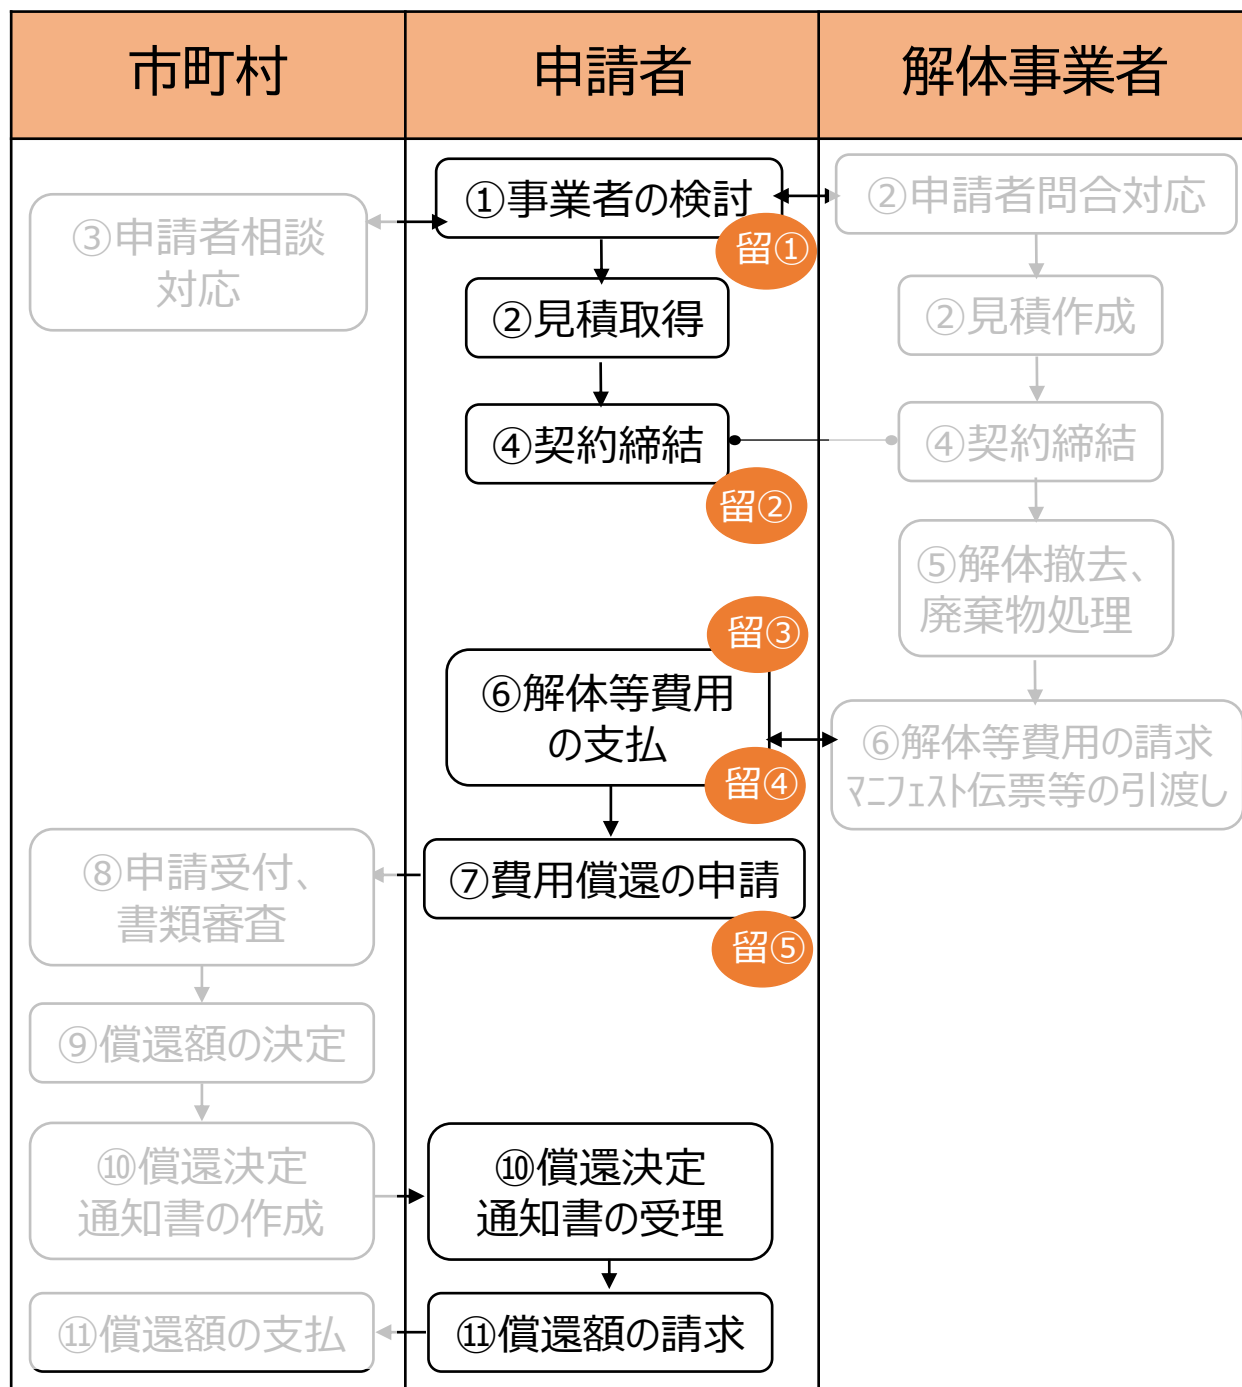 市町村
申請者
解体事業者
①事業者の検討
留①
②申請者問合対応
③申請者相談
対応
②見積取得
②見積作成
④契約締結
留②
④契約締結
⑤解体撤去、
廃棄物処理
留③
⑥解体等費用
の支払
留④
⑥解体等費用の請求
ﾏﾆﾌｪｽﾄ伝票等の引渡し
⑦費用償還の申請
留⑤
⑧申請受付、
書類審査
⑨償還額の決定
⑩償還決定
通知書の作成
⑩償還決定
通知書の受理
⑪償還額の支払
⑪償還額の請求